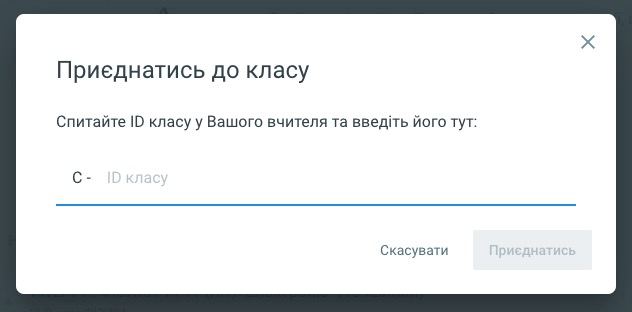 Приєднатись до класу
Спитайте ID класу у Вашого вчителя та введіть його тут:
C - ID класу
Скасувати Приєднатись